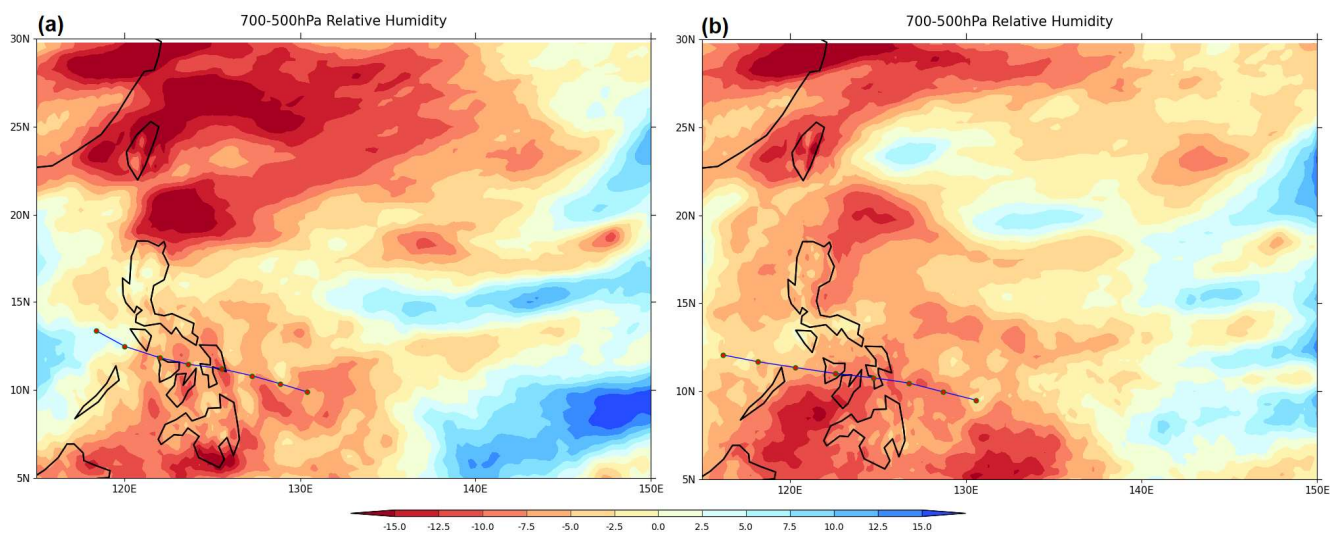 (a) 700-500hPa Relative Humidity
30N
25N
20N
15N
10N
5N
120E 130E 140E 150E
(b) 700-500hPa Relative Humidity
30N
25N
20N
15N
10N
5N
120E 130E 140E 150E
-15.0 -12.5 -10.0 -7.5 -5.0 -2.5 0.0 2.5 5.0 7.5 10.0 12.5 15.0